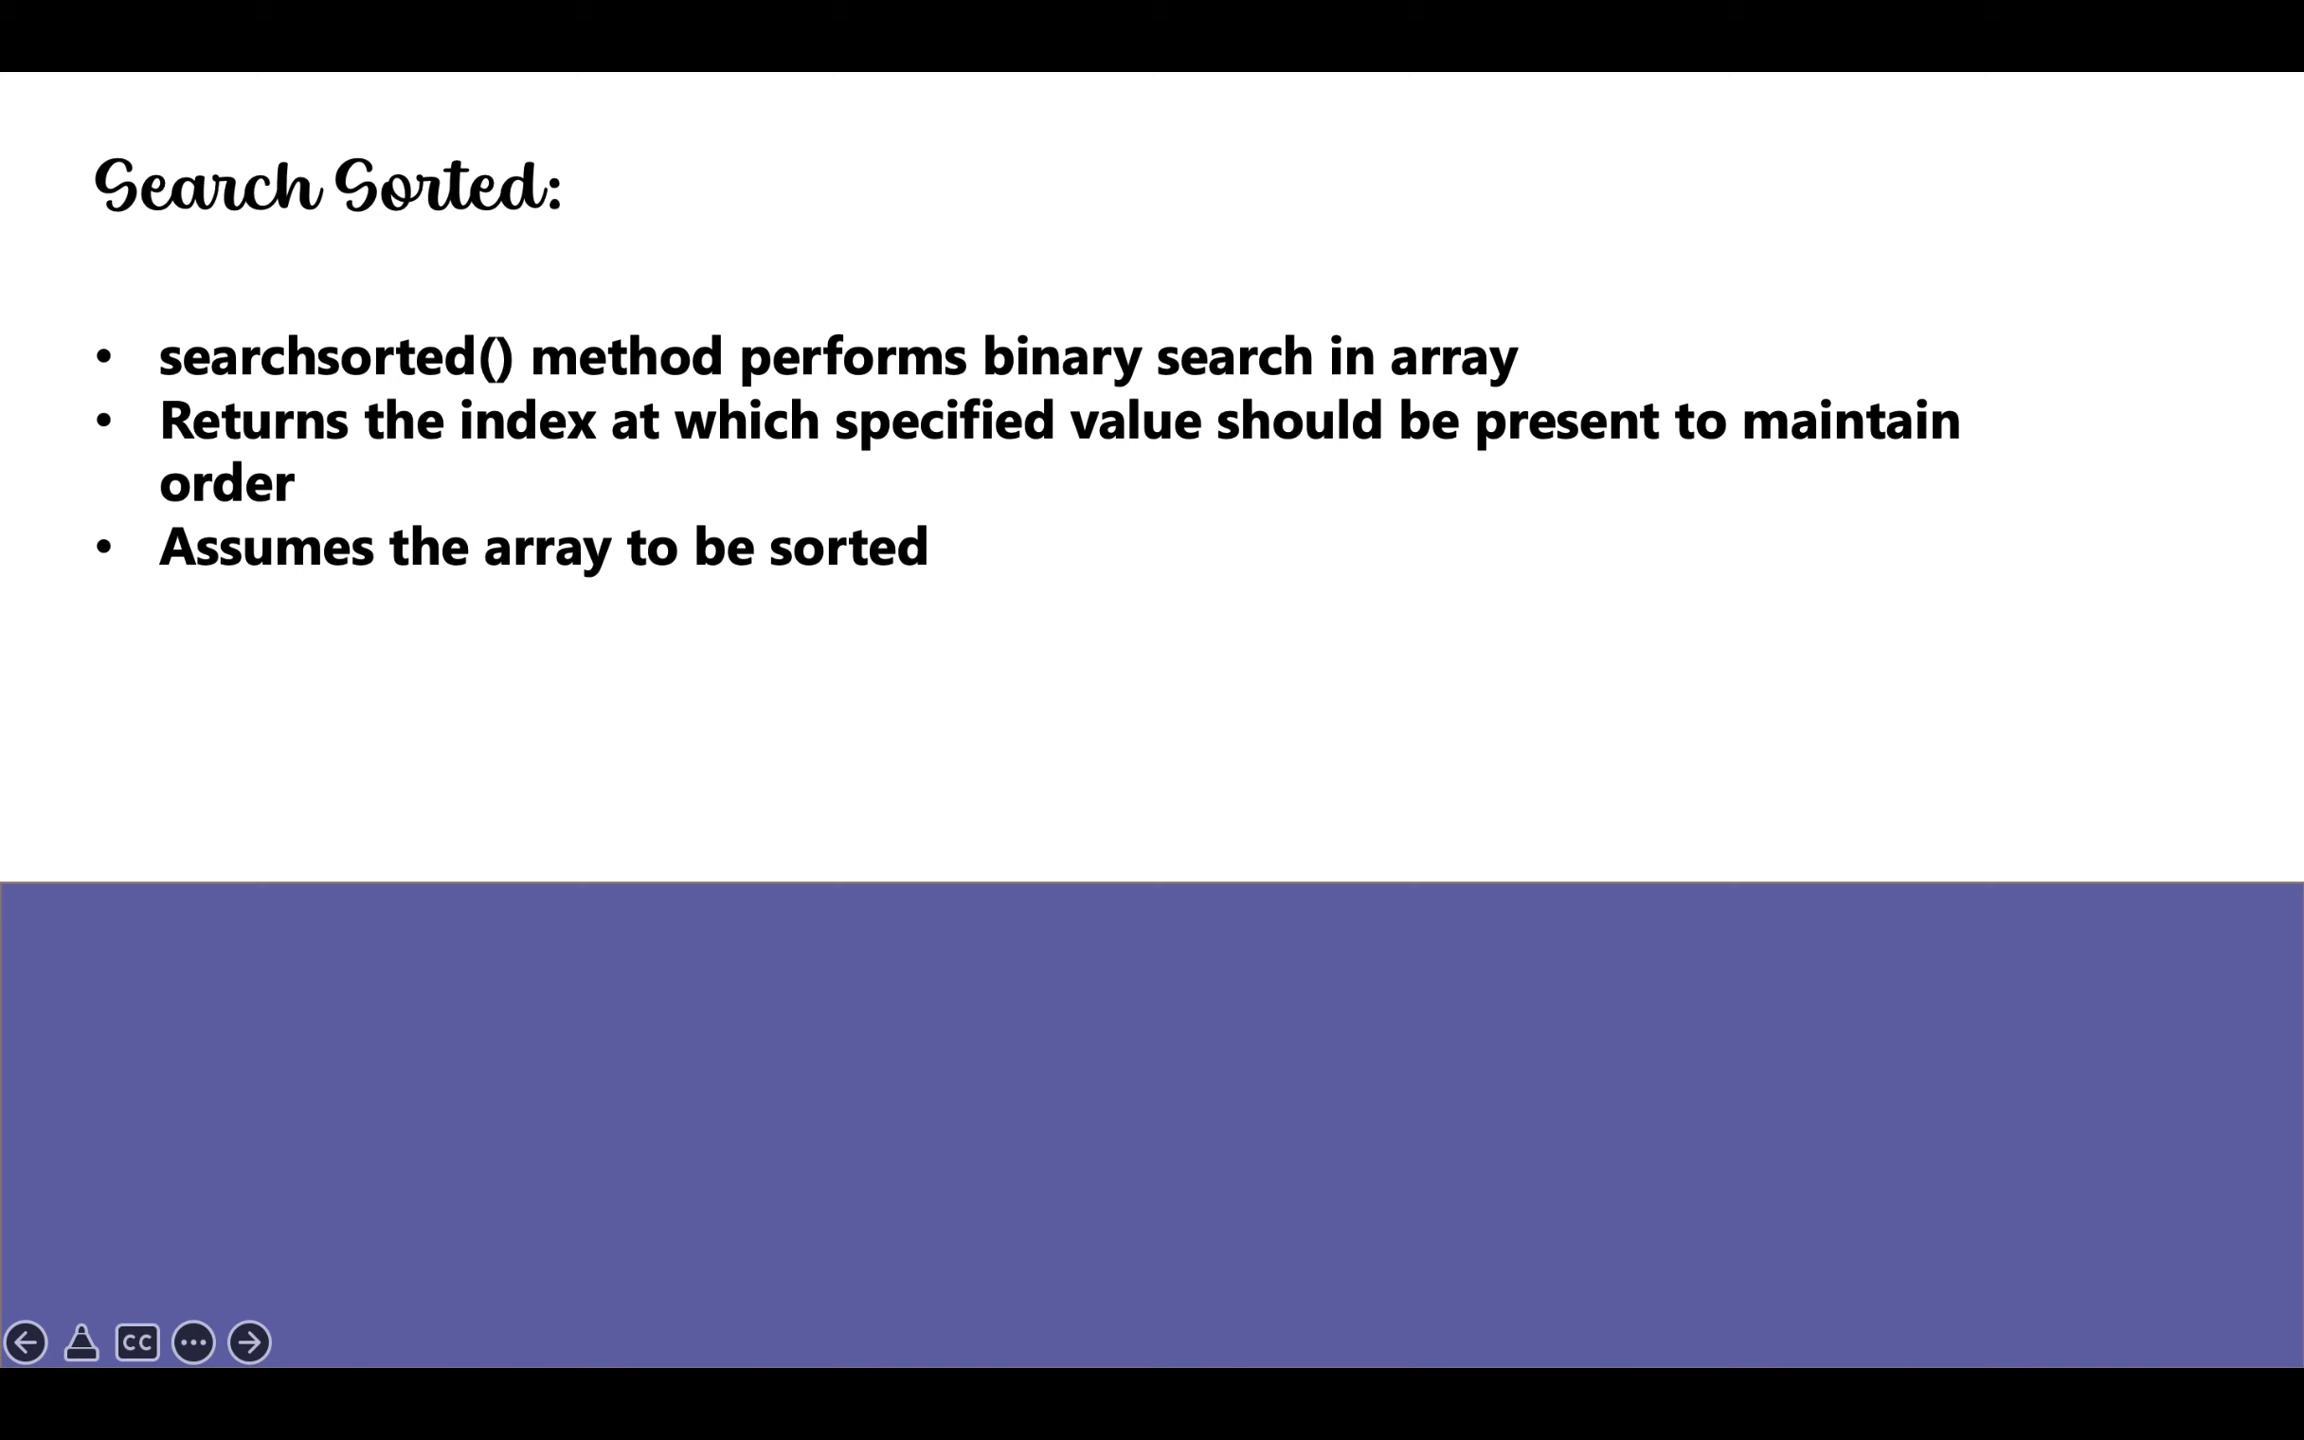 Search Sorted:
• searchsorted() method performs binary search in array
• Returns the index at which specified value should be present to maintain
order
• Assumes the array to be sorted
CC